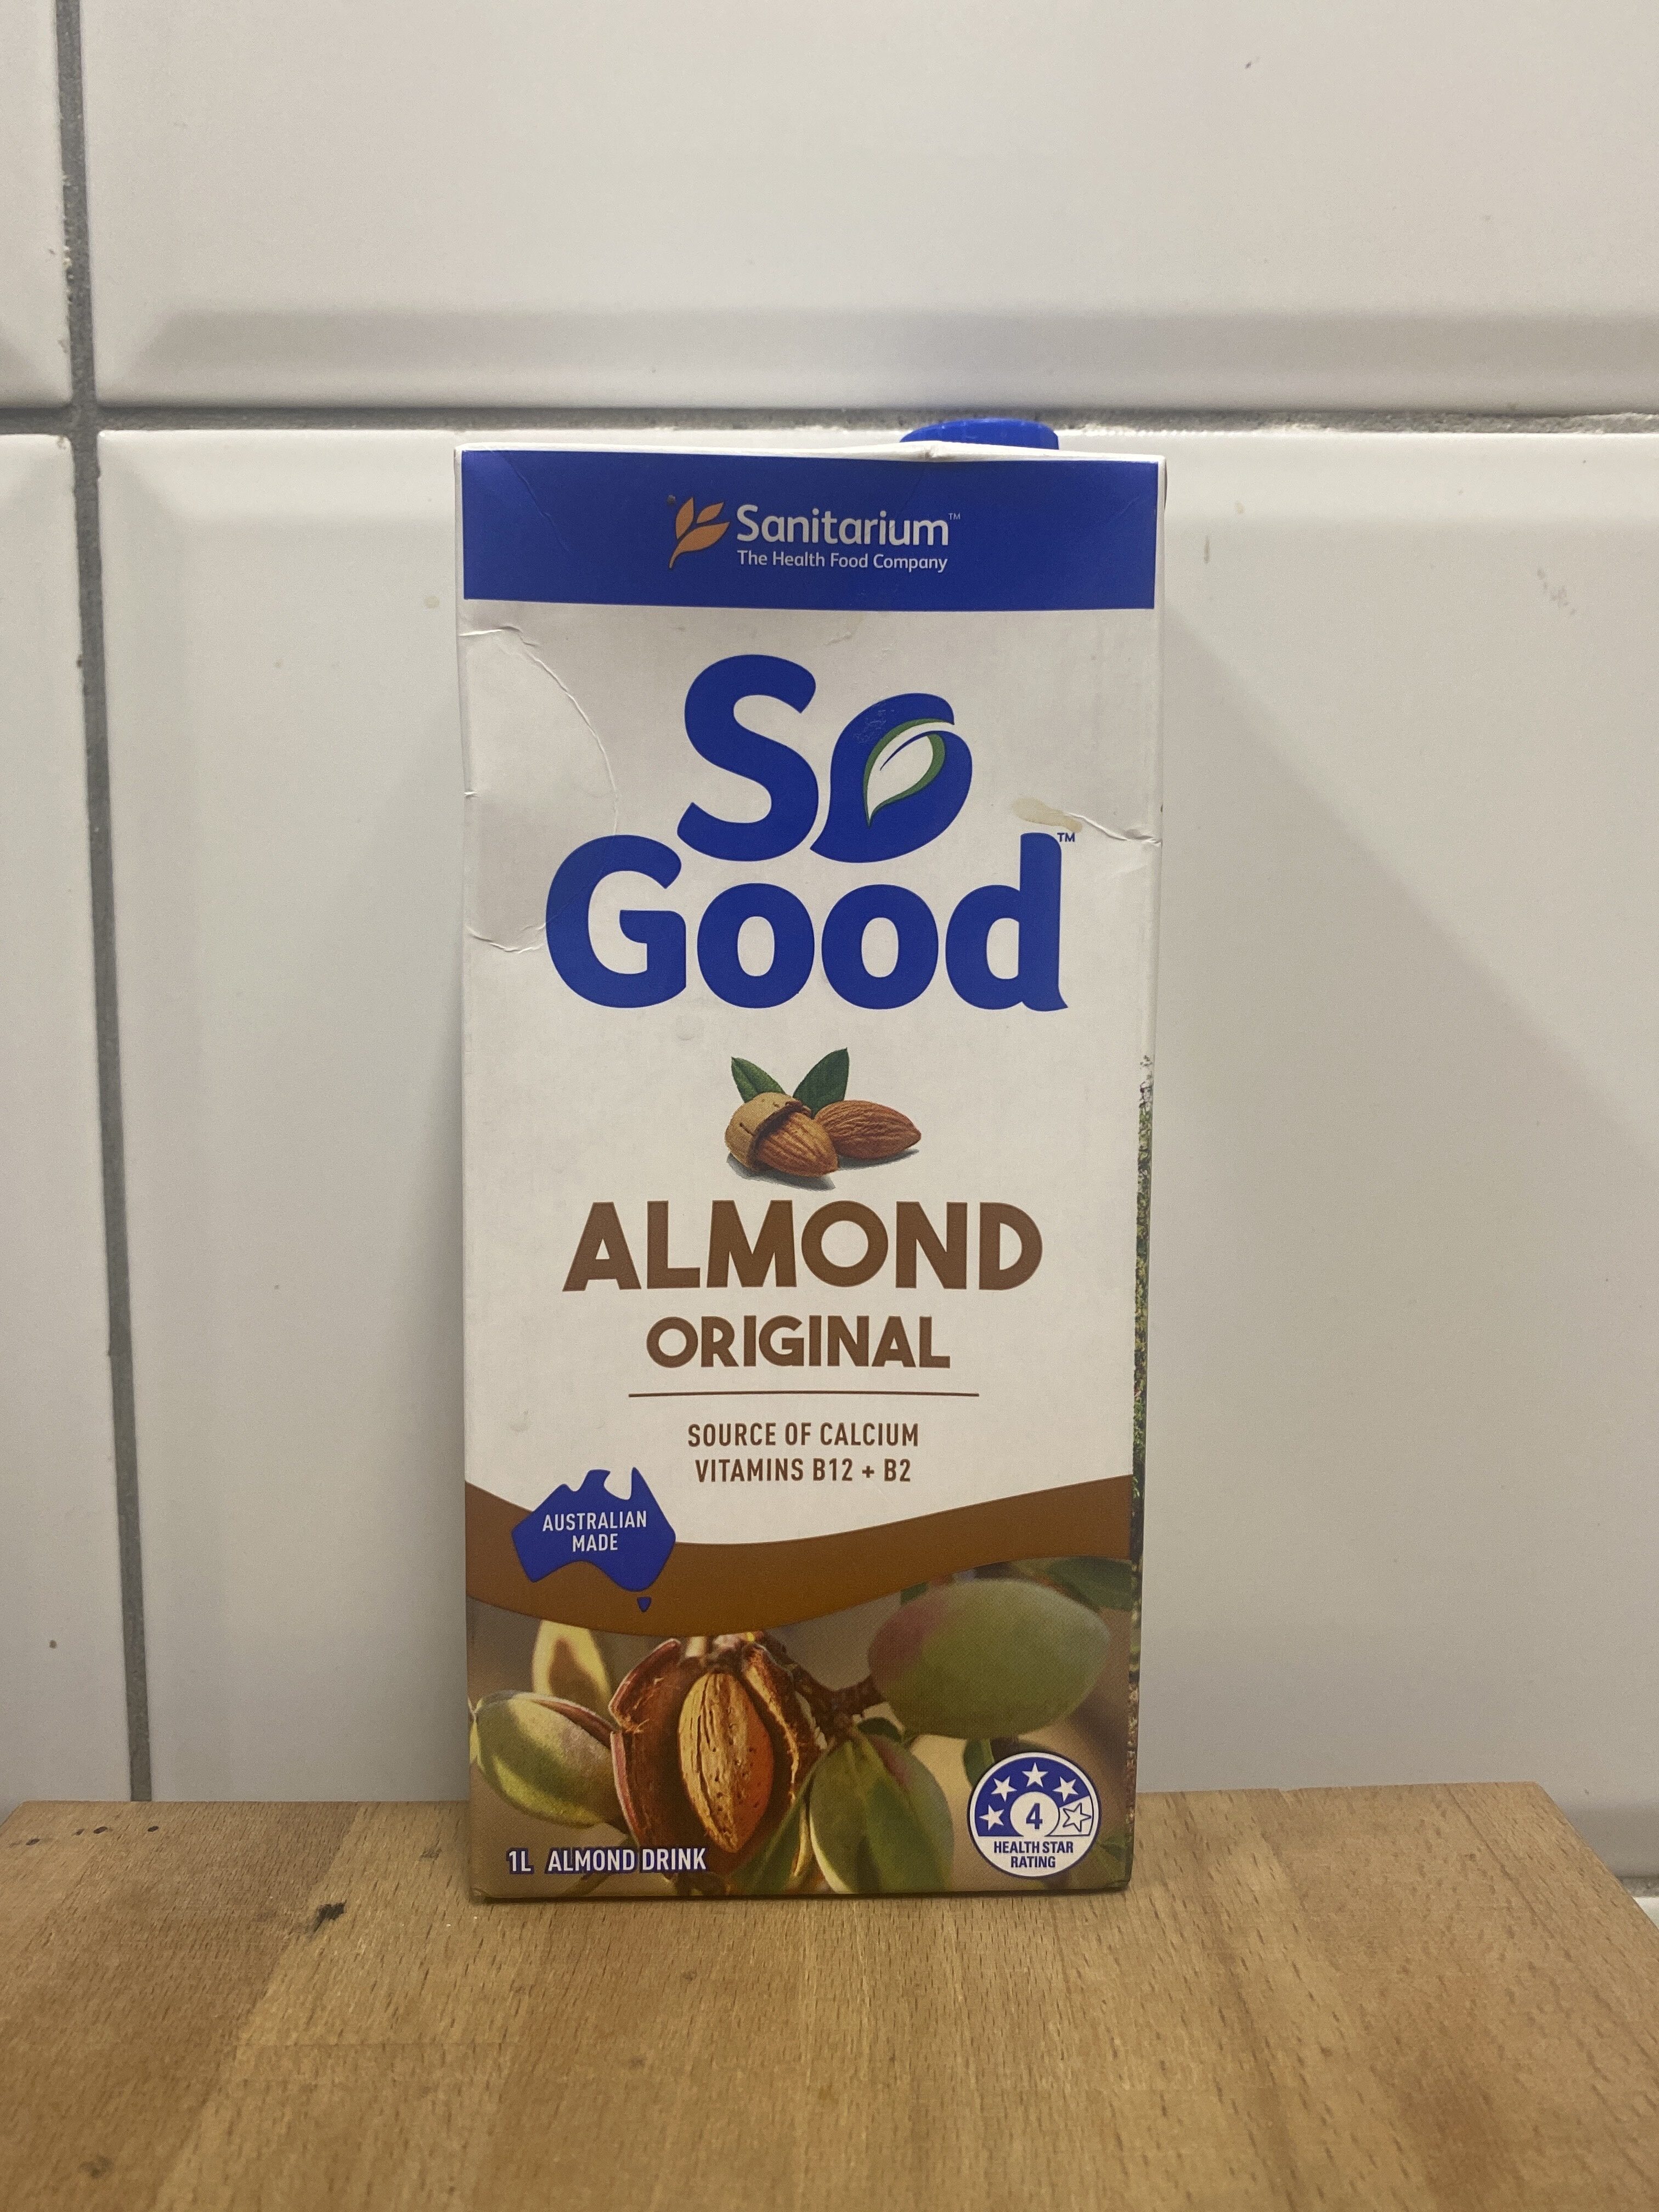 Sanitarium™
The Health Food Company
So
Good™
ALMOND
ORIGINAL
SOURCE OF CALCIUM
VITAMINS B12 + B2
AUSTRALIAN
MADE
1L ALMOND DRINK
4
HEALTH STAR
RATING